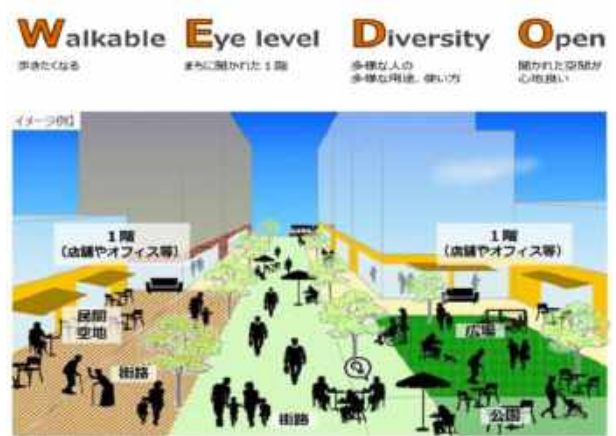 Walkable
歩きたくなる
Eye level
まちに開かれた１階
Diversity
多様な人の
多様な用途、使い方
Open
開かれた空間が
心地良い
イメージ例】
１階
（店舗やオフィス等）
１階
（店舗やオフィス等）
民間
空地
広場
街路
街路
公園